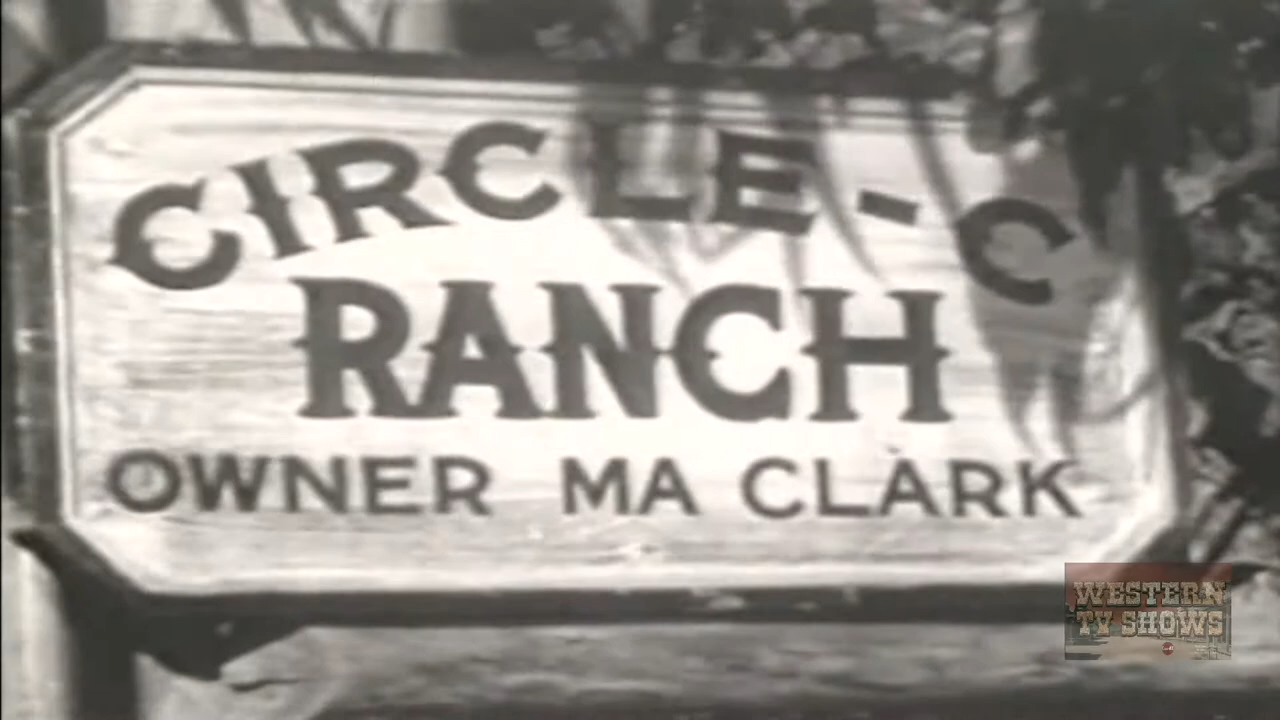 CIRCLE-C
RANCH
OWNER MA CLARK
WESTERN
TV SHOWS